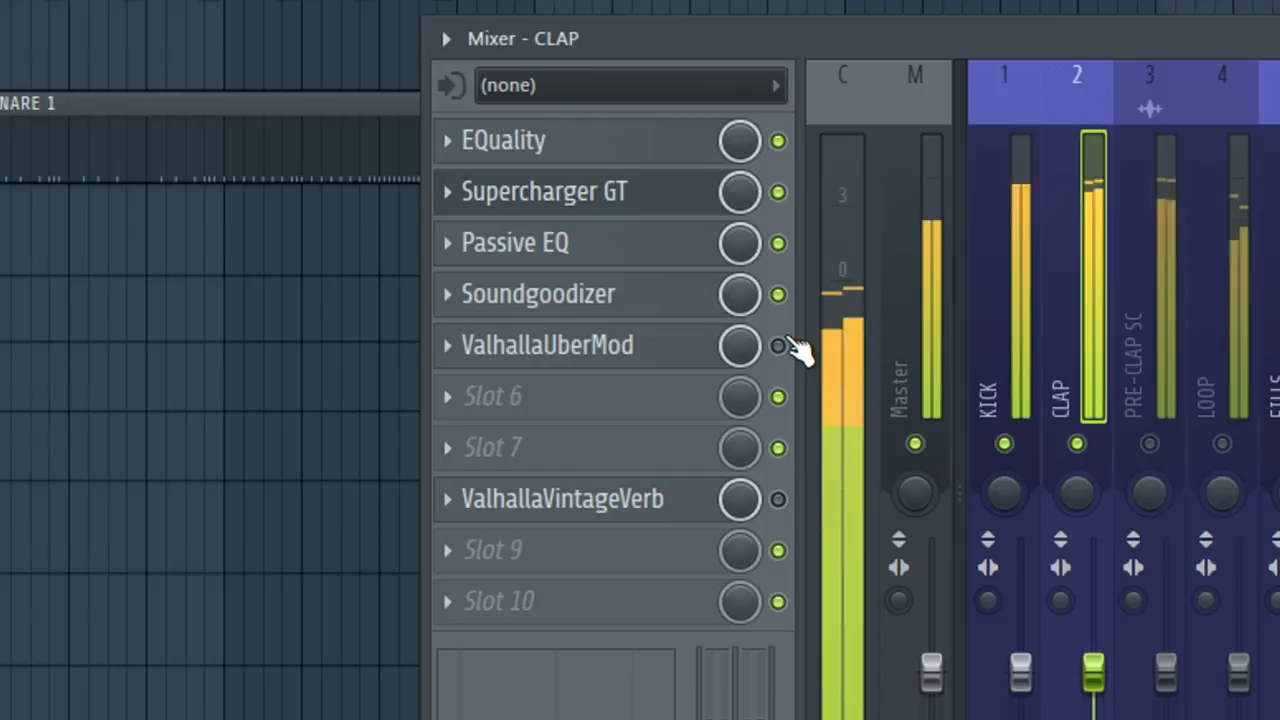 Mixer - CLAP
(none)
C
M
1
2
3
4
NARE 1
EQuality
Supercharger GT
Passive EQ
Soundgoodizer
ValhallaUberMod
Slot 6
Slot 7
ValhallaVintageVerb
Slot 9
Slot 10
3
0
Master
KICK
CLAP
PRE-CLAP SC
LOOP
FILLS